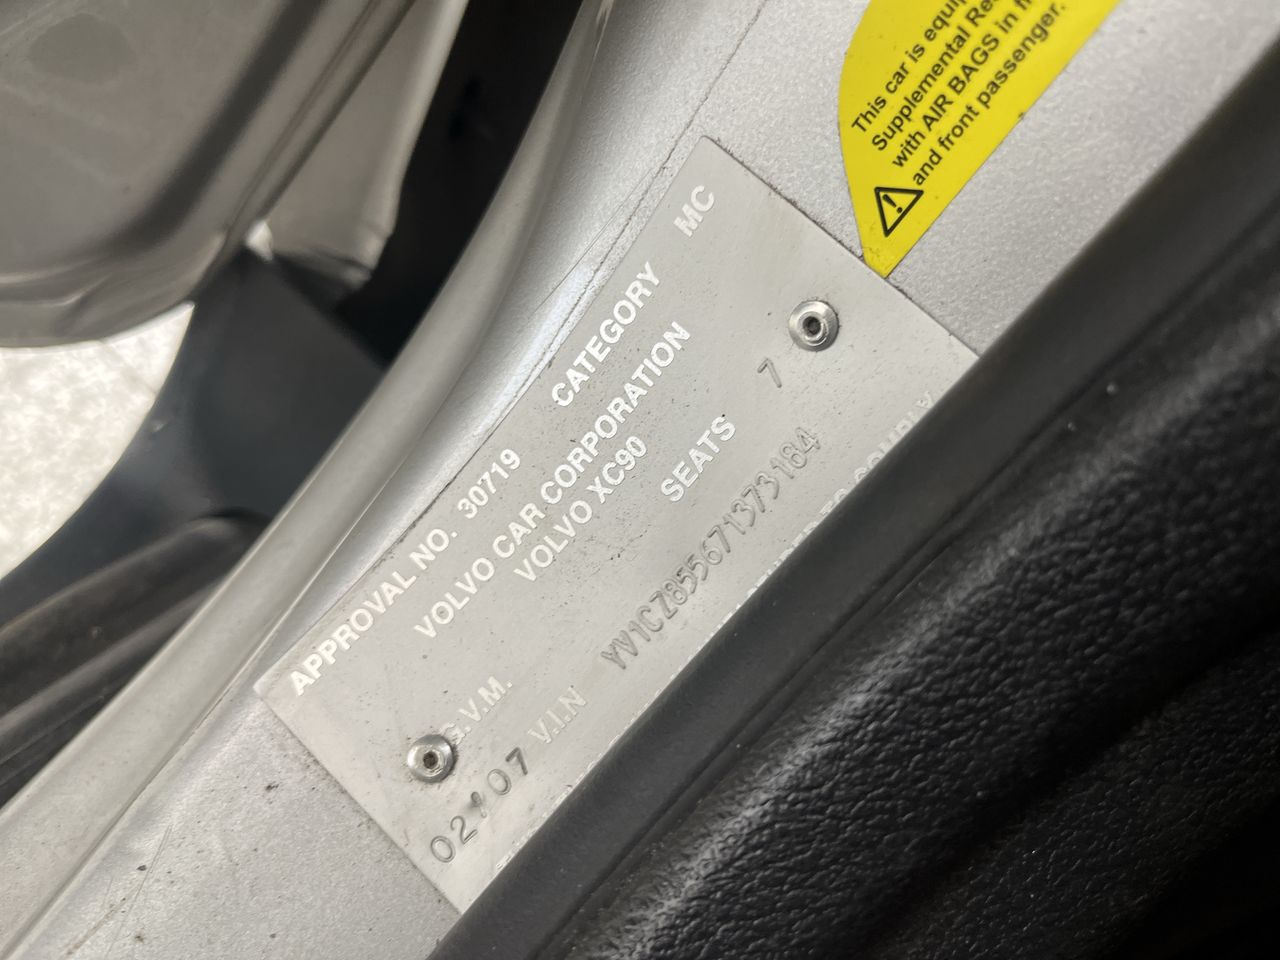 This car is equip
Supplemental Re
with AIR BAGS in f
and front passenger.
APPROVAL NO. 30719 CATEGORY MC
VOLVO CAR CORPORATION
VOLVO XC90
G.V.M. SEATS 7
02/07 V.I.N YV1CZ855671373184